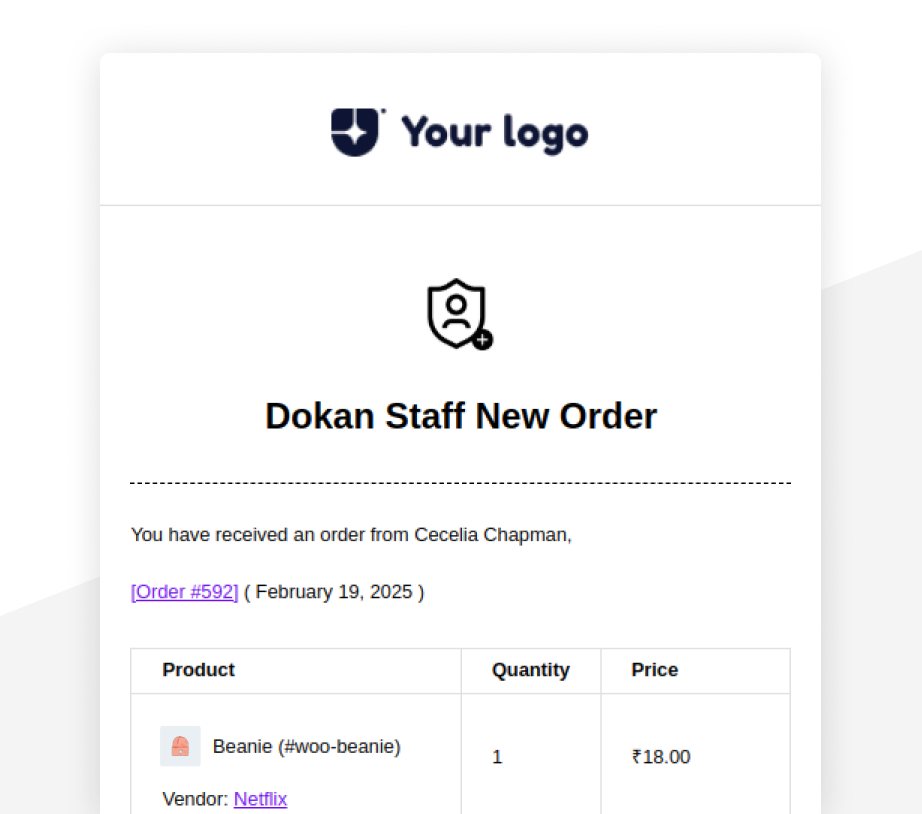 Your logo
Dokan Staff New Order
You have received an order from Cecelia Chapman,
[Order #592] ( February 19, 2025 )
Product Quantity Price
Beanie (#woo-beanie)
1 ₹18.00
Vendor: Netflix